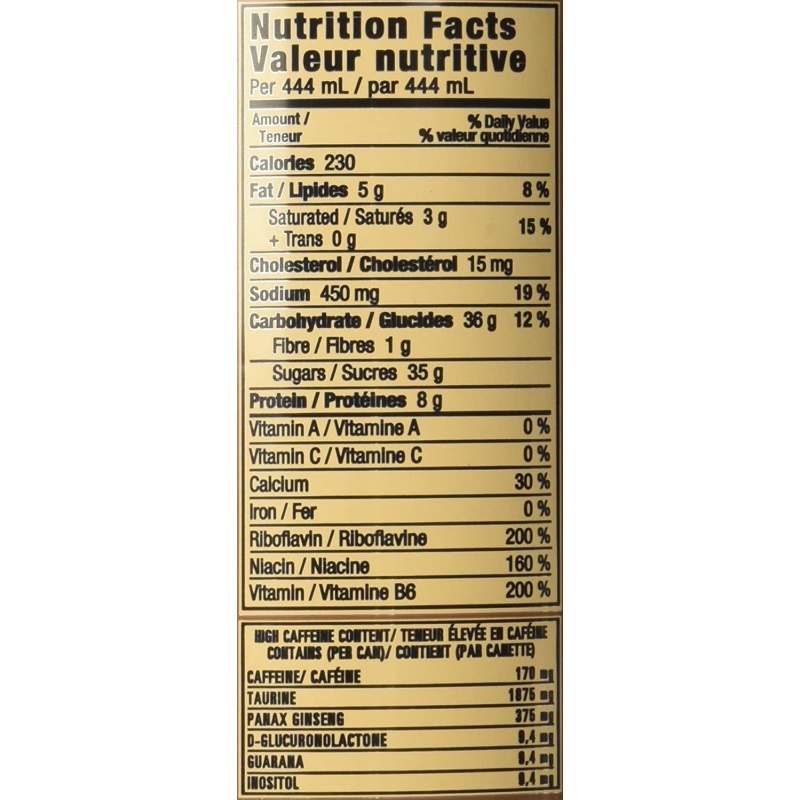 Nutrition Facts
Valeur nutritive
Per 444 mL / par 444 mL
Amount / % Daily Value
Teneur % valeur quotidienne
Calories 230
Fat / Lipides 5 g 8 %
Saturated / Saturés 3 g
+ Trans 0 g 15 %
Cholesterol / Cholestérol 15 mg
Sodium 450 mg 19 %
Carbohydrate / Glucides 36 g 12 %
Fibre / Fibres 1 g
Sugars / Sucres 35 g
Protein / Protéines 8 g
Vitamin A / Vitamine A 0 %
Vitamin C / Vitamine C 0 %
Calcium 30 %
Iron / Fer 0 %
Riboflavin / Riboflavine 200 %
Niacin / Niacine 160 %
Vitamin / Vitamine B6 200 %
HIGH CAFFEINE CONTENT/ TENEUR ÉLEVÉE EN CAFÉINE
CONTAINS (PER CAN)/ CONTIENT (PAR CANETTE)
CAFFEINE/ CAFÉINE 170 mg
TAURINE 1875 mg
PANAX GINSENG 375 mg
D-GLUCURONOLACTONE 8,4 mg
GUARANA 8,4 mg
INOSITOL 8,4 mg